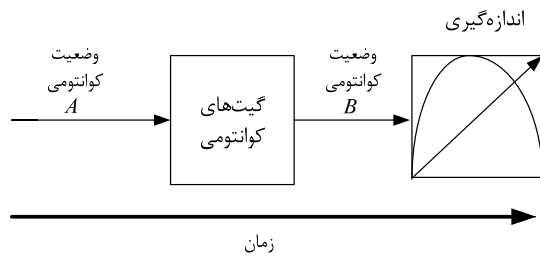 اندازه‌گیری
وضعیت
کوانتومی
A
گیت‌های
کوانتومی
وضعیت
کوانتومی
B
زمان